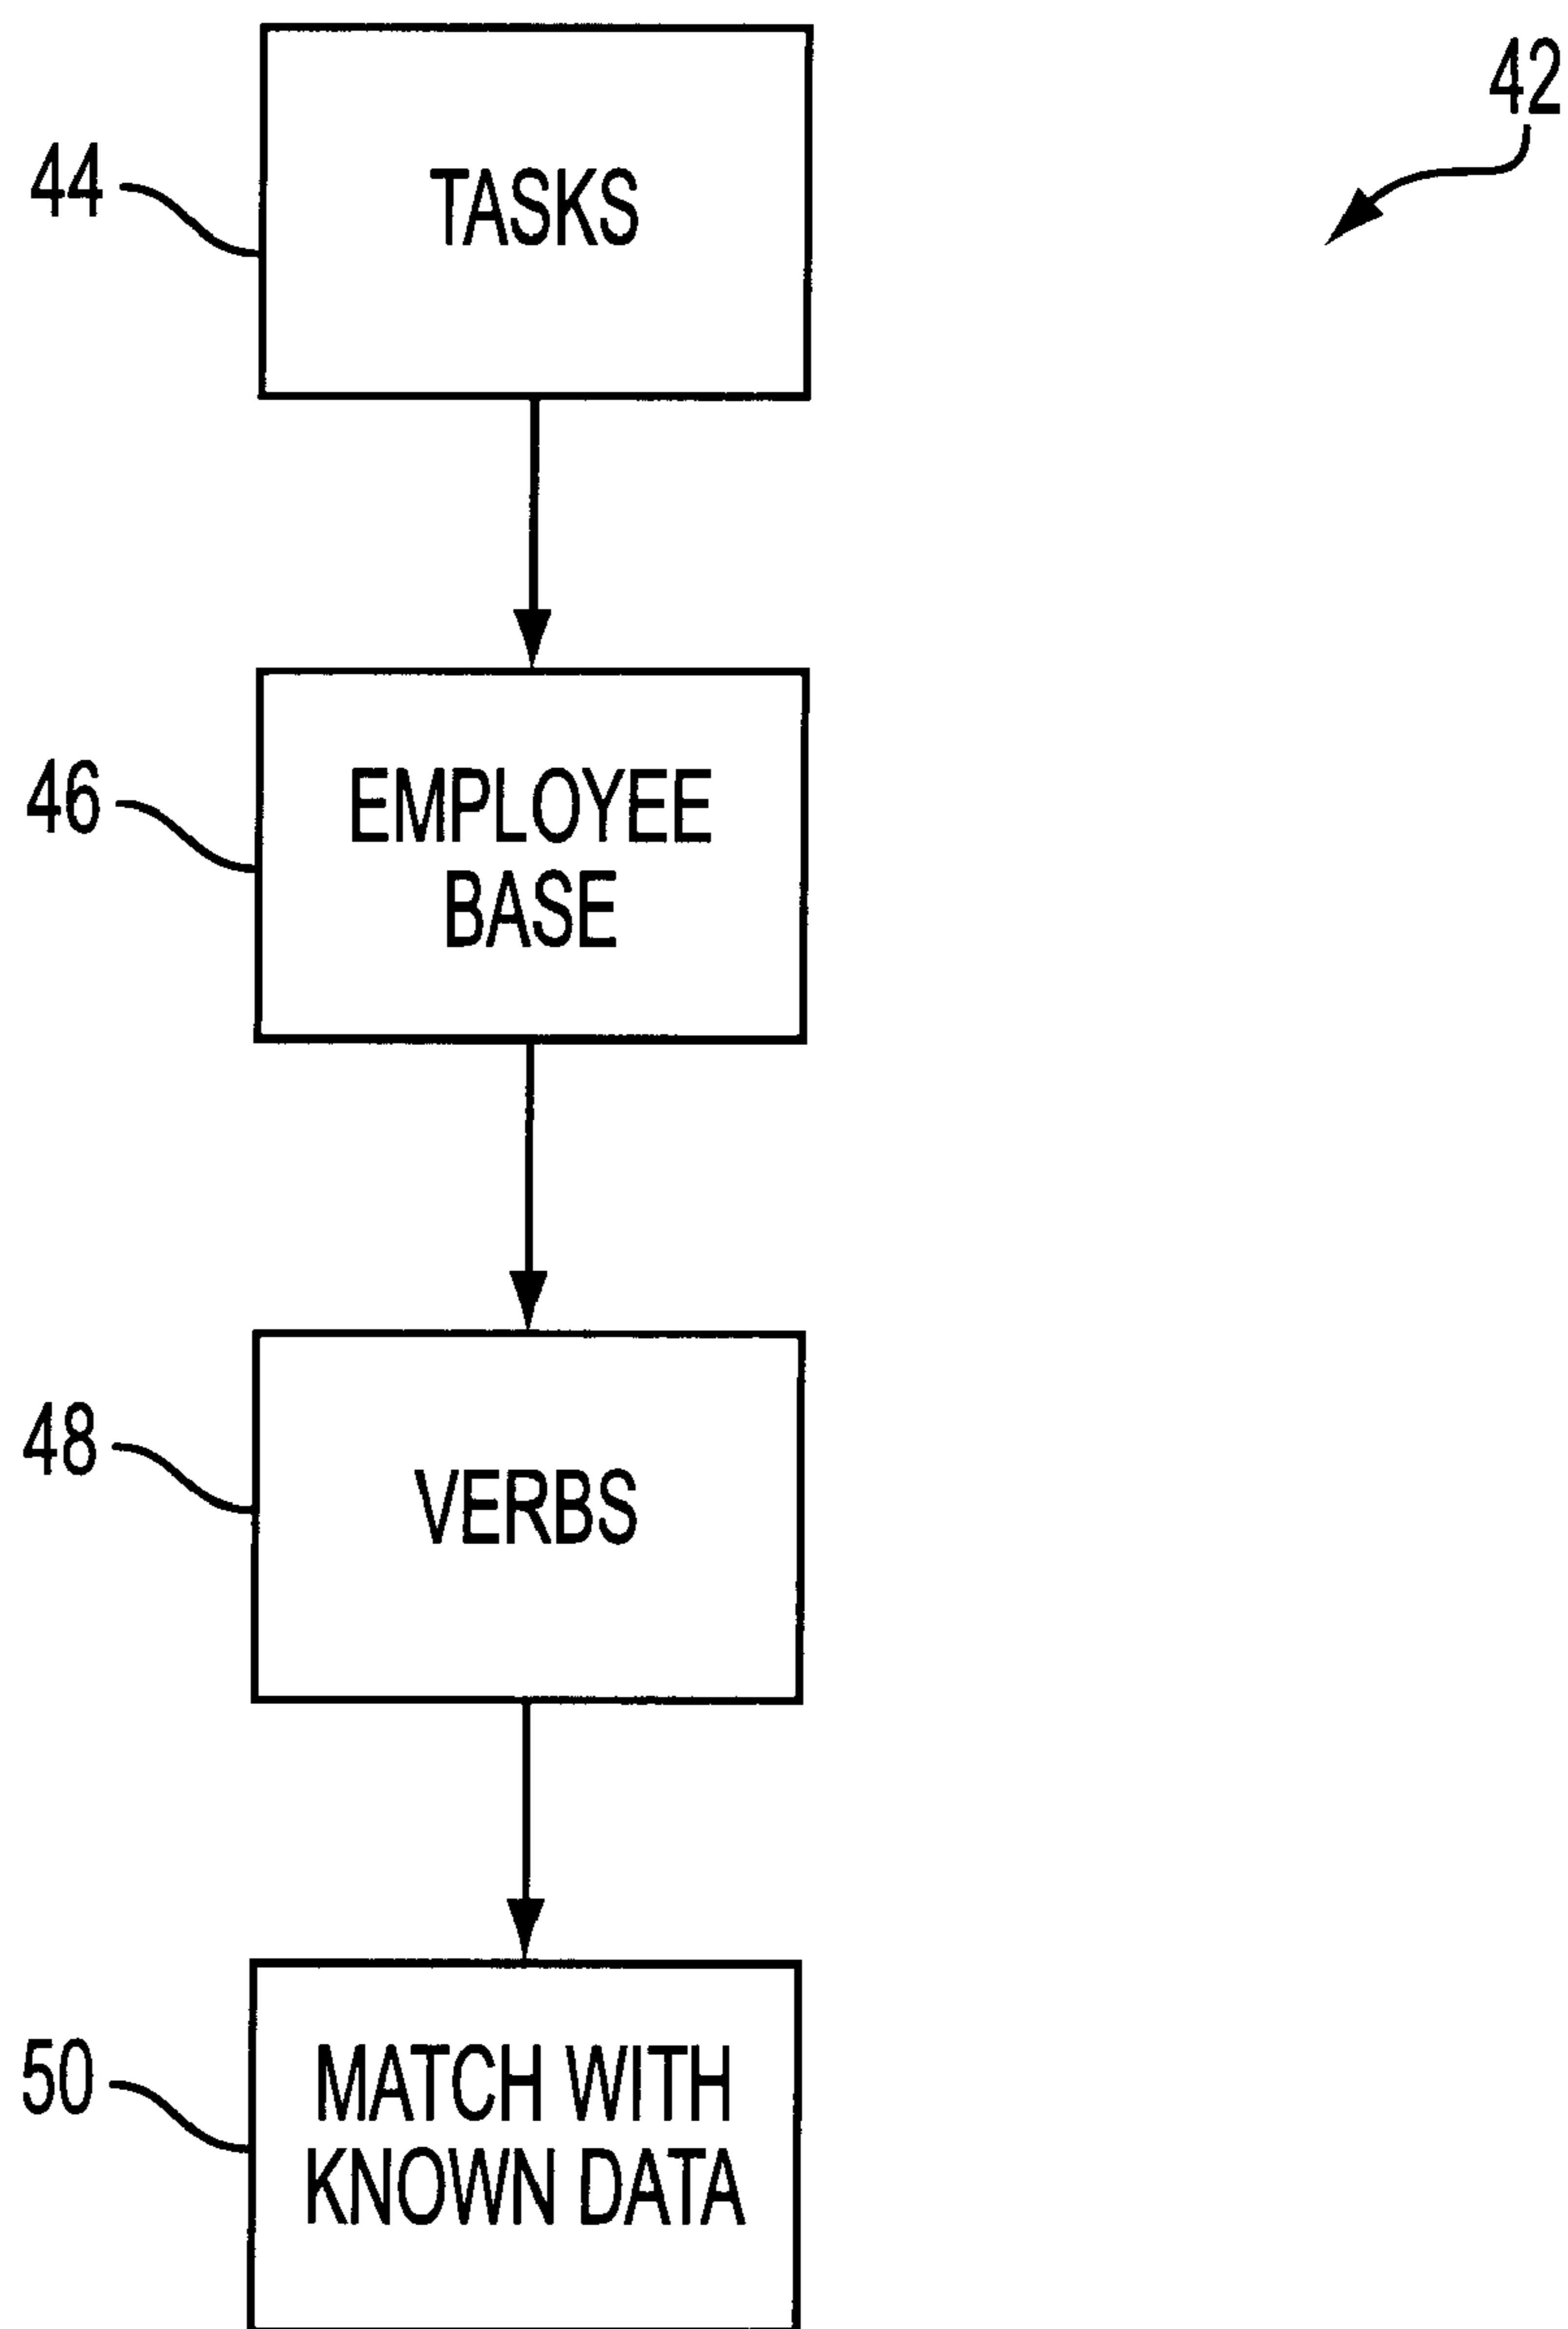 42
44
TASKS
46
EMPLOYEE
BASE
48
VERBS
50
MATCH WITH
KNOWN DATA